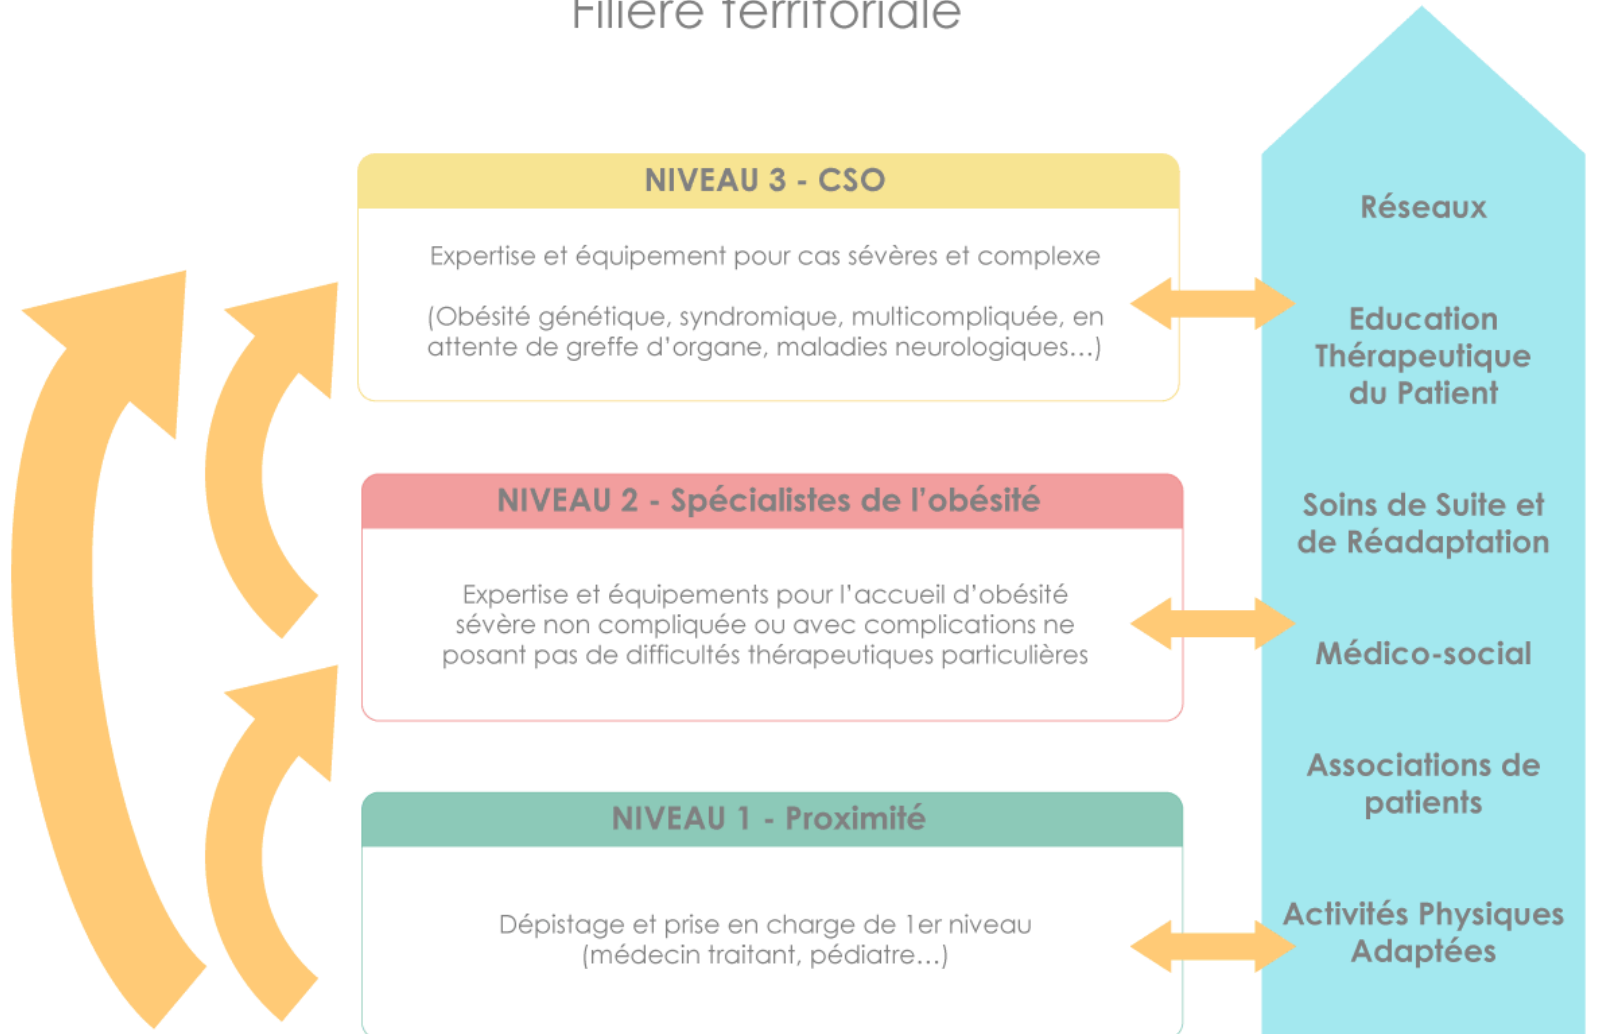 Filière territoriale
NIVEAU 3 - CSO
Expertise et équipement pour cas sévères et complexe
(Obésité génétique, syndromique, multicompliquée, en
attente de greffe d'organe, maladies neurologiques...)
NIVEAU 2 - Spécialistes de l'obésité
Expertise et équipements pour l'accueil d'obésité
sévère non compliquée ou avec complications ne
posant pas de difficultés thérapeutiques particulières
NIVEAU 1 - Proximité
Dépistage et prise en charge de 1er niveau
(médecin traitant, pédiatre...)
Réseaux
Education
Thérapeutique
du Patient
Soins de Suite et
de Réadaptation
Médico-social
Associations de
patients
Activités Physiques
Adaptées